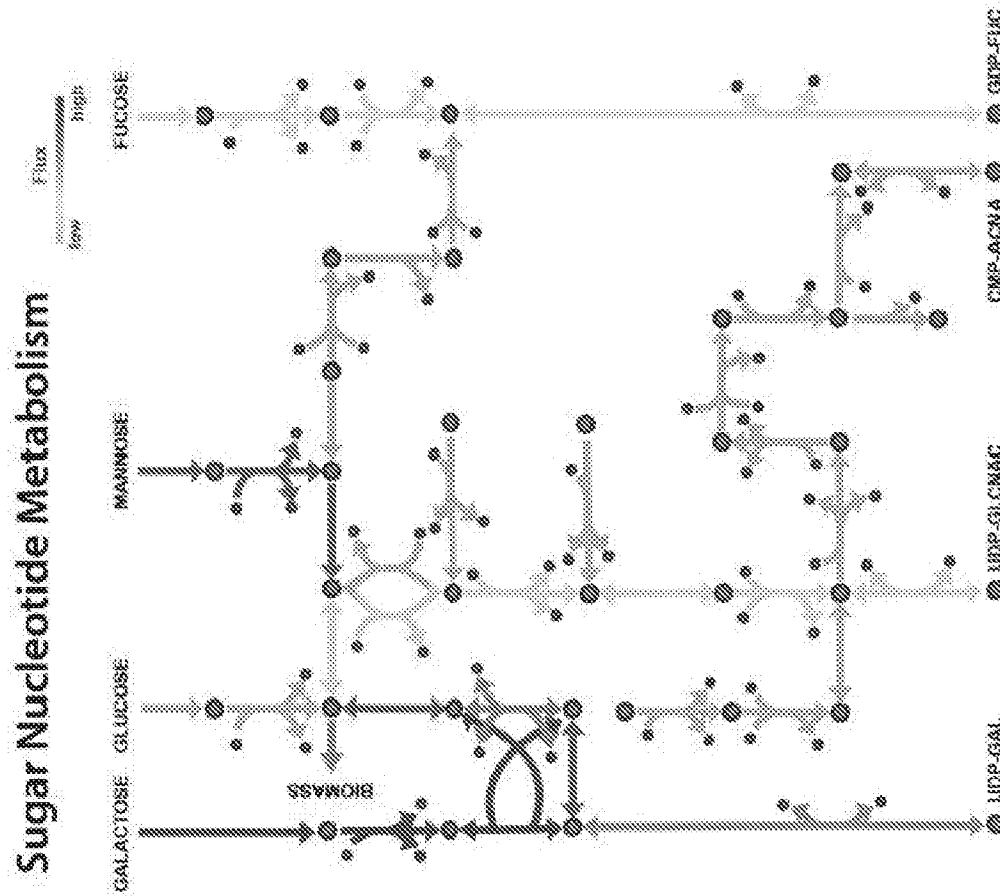 Sugar Nucleotide Metabolism
Flux
low high
GALACTOSE GLUCOSE MANNOSE FUCOSE
BIOMASS
UDP-GAL UDP-GLCNAC CMP-ACNA GDP-FUC